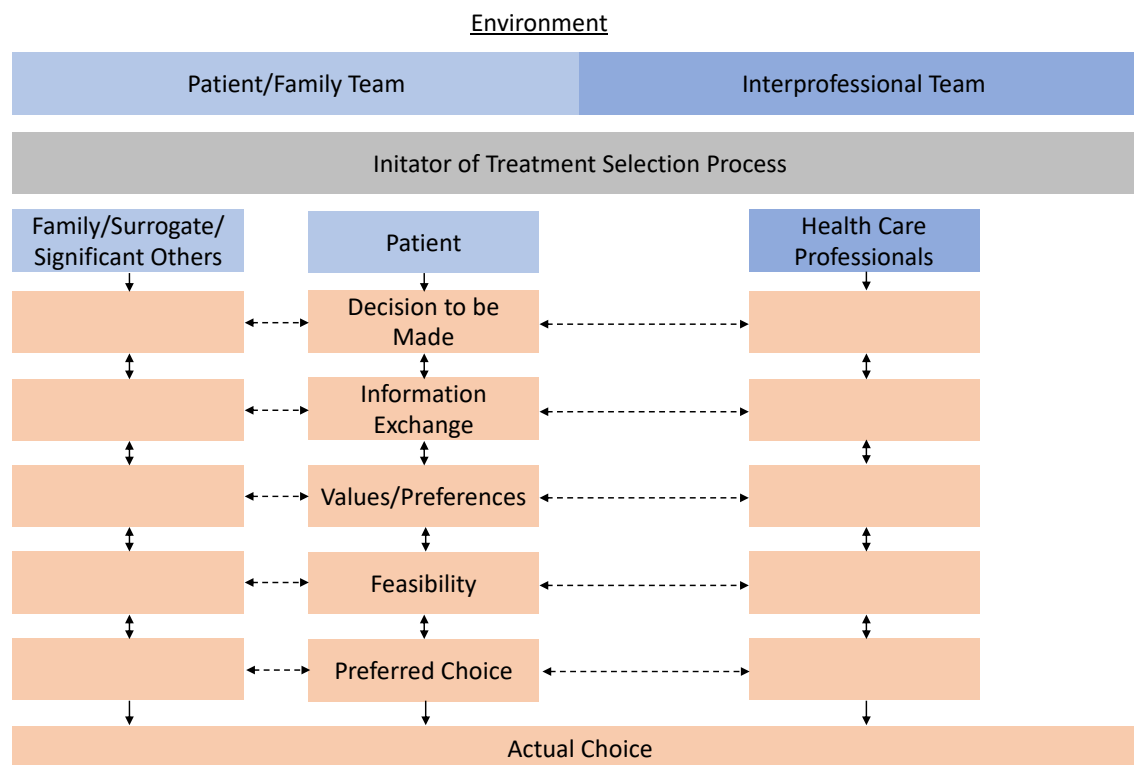 Environment
Patient/Family Team
Interprofessional Team
Initator of Treatment Selection Process
Family/Surrogate/
Significant Others
Patient
Health Care
Professionals
Decision to be
Made
Information
Exchange
Values/Preferences
Feasibility
Preferred Choice
Actual Choice